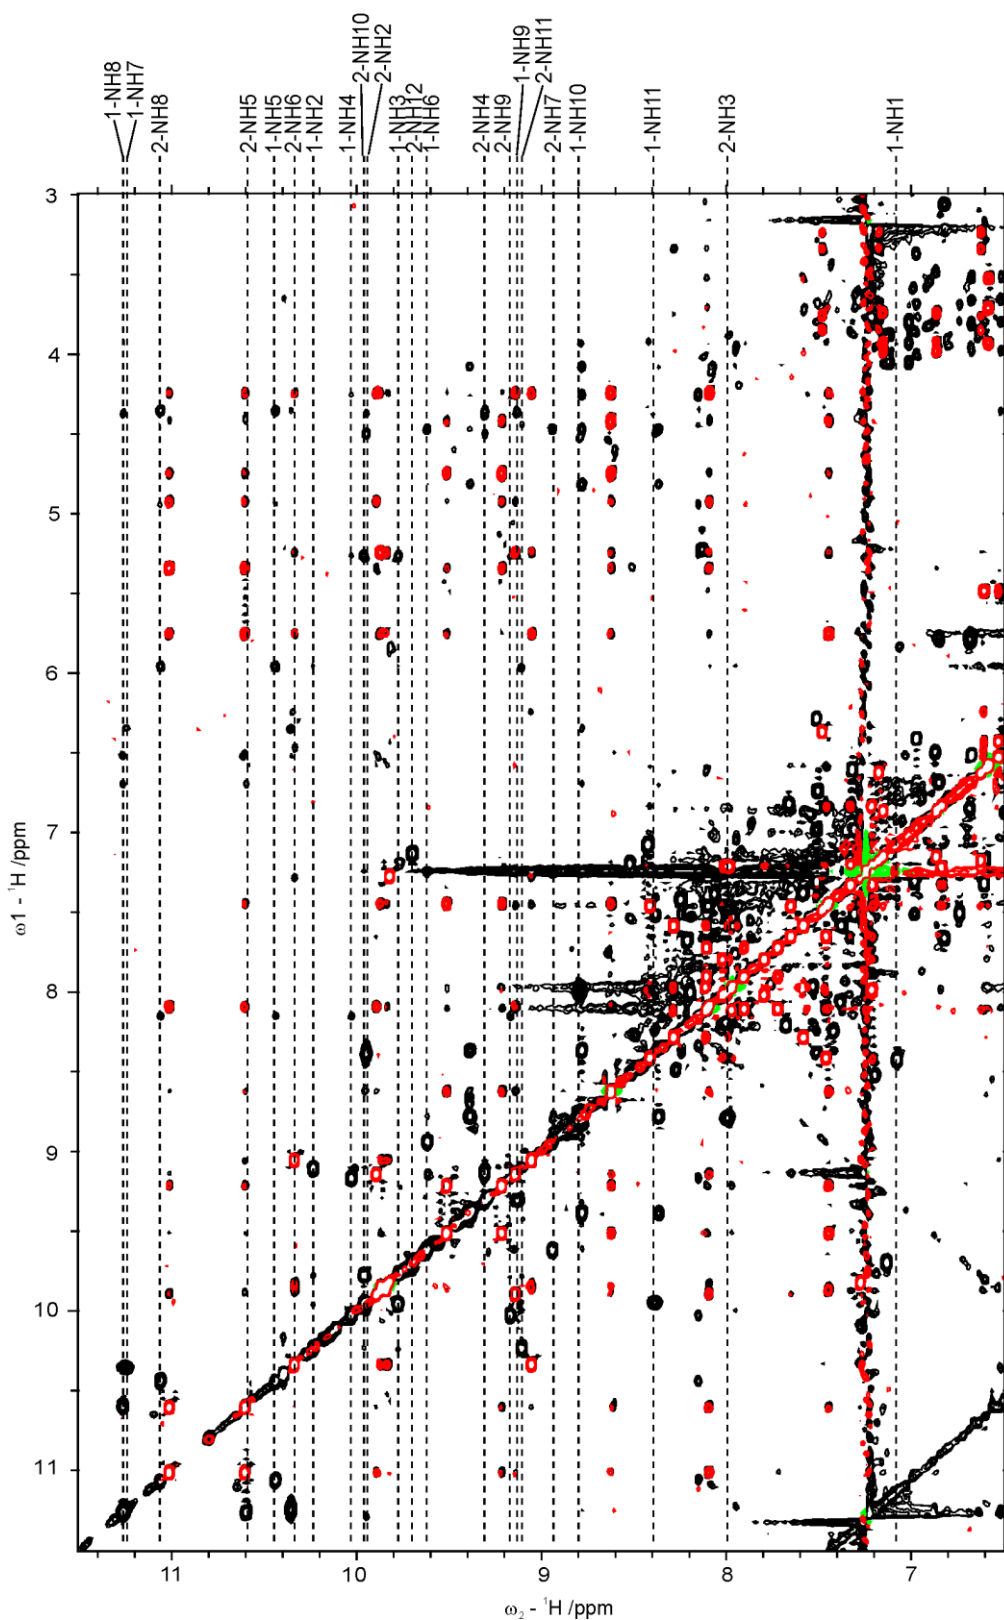 1-NH8
1-NH7
2-NH8
2-NH5
1-NH5
2-NH6
1-NH2
1-NH4
2-NH10
2-NH2
1-NH3
2-NH12
1-NH6
2-NH4
2-NH9
1-NH9
2-NH11
2-NH7
1-NH10
1-NH11
2-NH3
1-NH1
3
4
5
6
7
8
9
10
11
ω1 - ¹H /ppm
11
10
9
8
7
ω₂ - ¹H /ppm